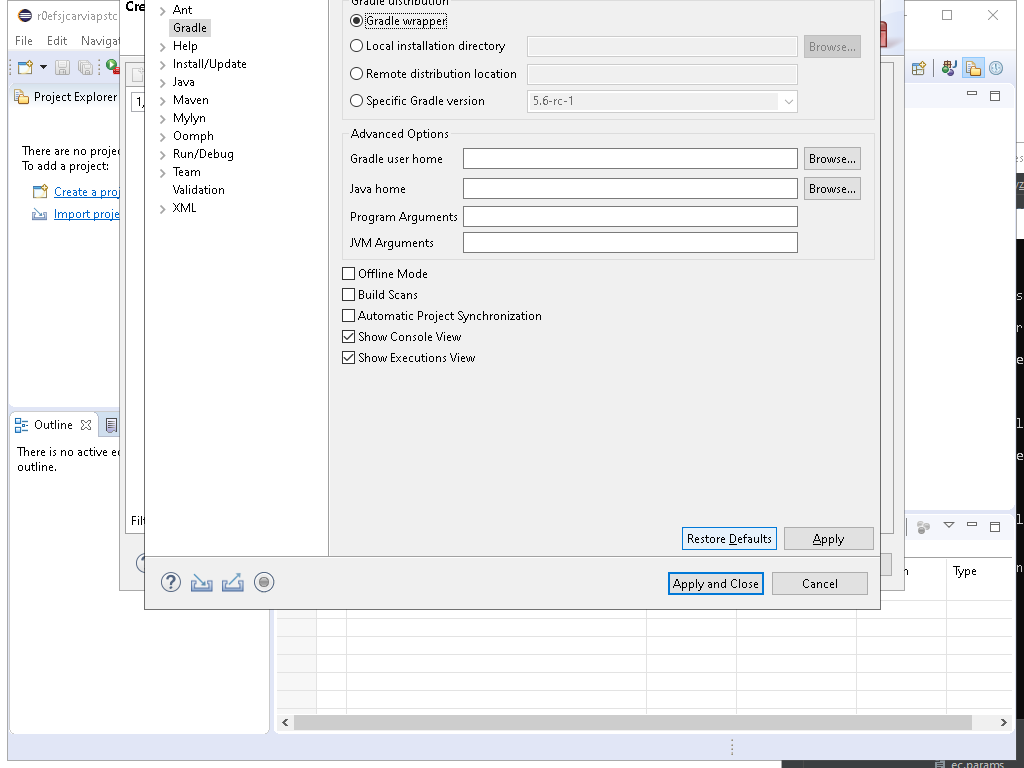 r0efsjcarviapstc
File Edit Navigat
Project Explorer
There are no projec
To add a project:
Create a proj
Import proje
Outline
There is no active e
outline.
Cre
1,
Filt
Ant
Gradle
Help
Install/Update
Java
Maven
Mylyn
Oomph
Run/Debug
Team
Validation
XML
Gradle distribution
Gradle wrapper
Local installation directory
Browse...
Remote distribution location
Specific Gradle version
5.6-rc-1
Advanced Options
Gradle user home
Browse...
Java home
Browse...
Program Arguments
JVM Arguments
Offline Mode
Build Scans
Automatic Project Synchronization
Show Console View
Show Executions View
Restore Defaults
Apply
Apply and Close
Cancel
Type
ec.params